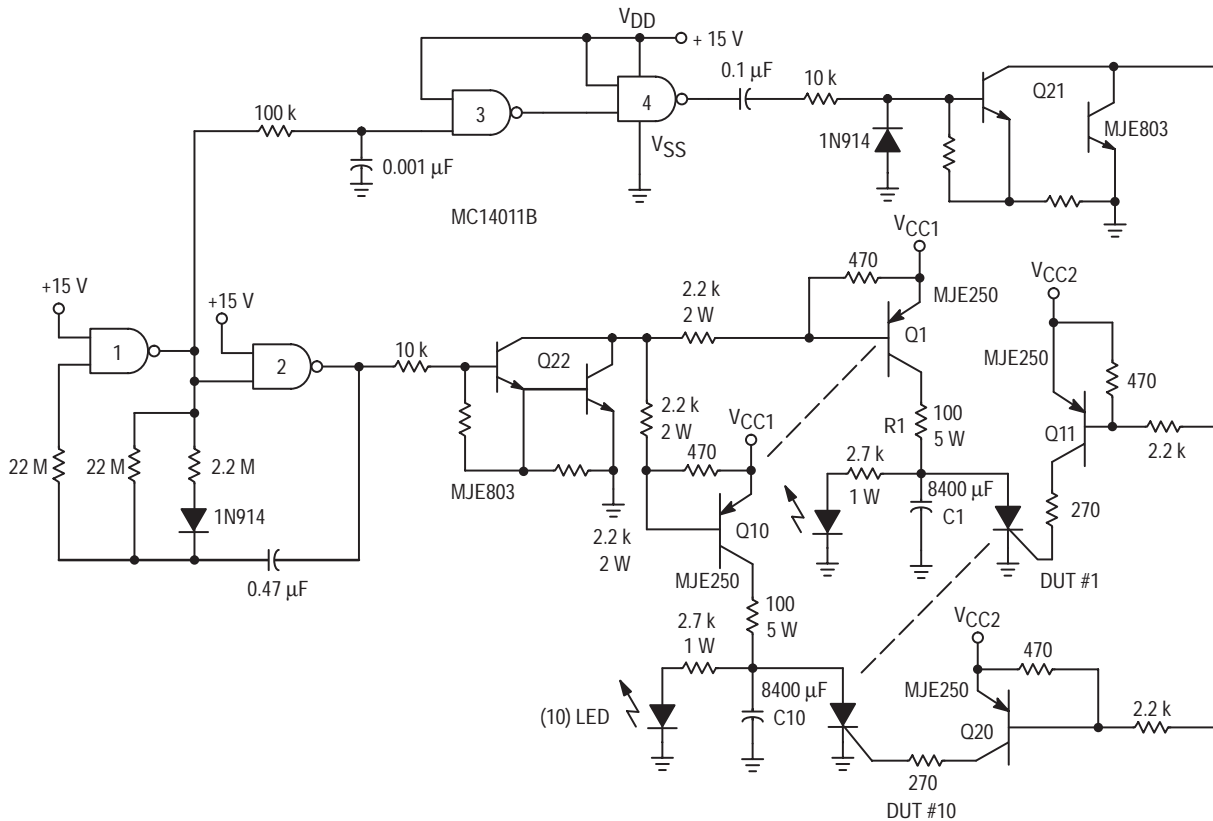 VDD
+ 15 V
0.1 µF
10 k
Q21
3
4
100 k
1N914
MJE803
VSS
0.001 µF
MC14011B
VCC1
470
VCC2
+15 V
+15 V
2.2 k
2 W
MJE250
1
2
10 k
Q22
Q1
MJE250
470
2.2 k
2 W
VCC1
R1
100
5 W
Q11
2.2 k
22 M
22 M
2.2 M
470
2.7 k
1 W
8400 µF
C1
MJE803
1N914
Q10
270
2.2 k
2 W
0.47 µF
MJE250
DUT #1
100
5 W
VCC2
2.7 k
1 W
470
8400 µF
C10
MJE250
2.2 k
(10) LED
Q20
270
DUT #10